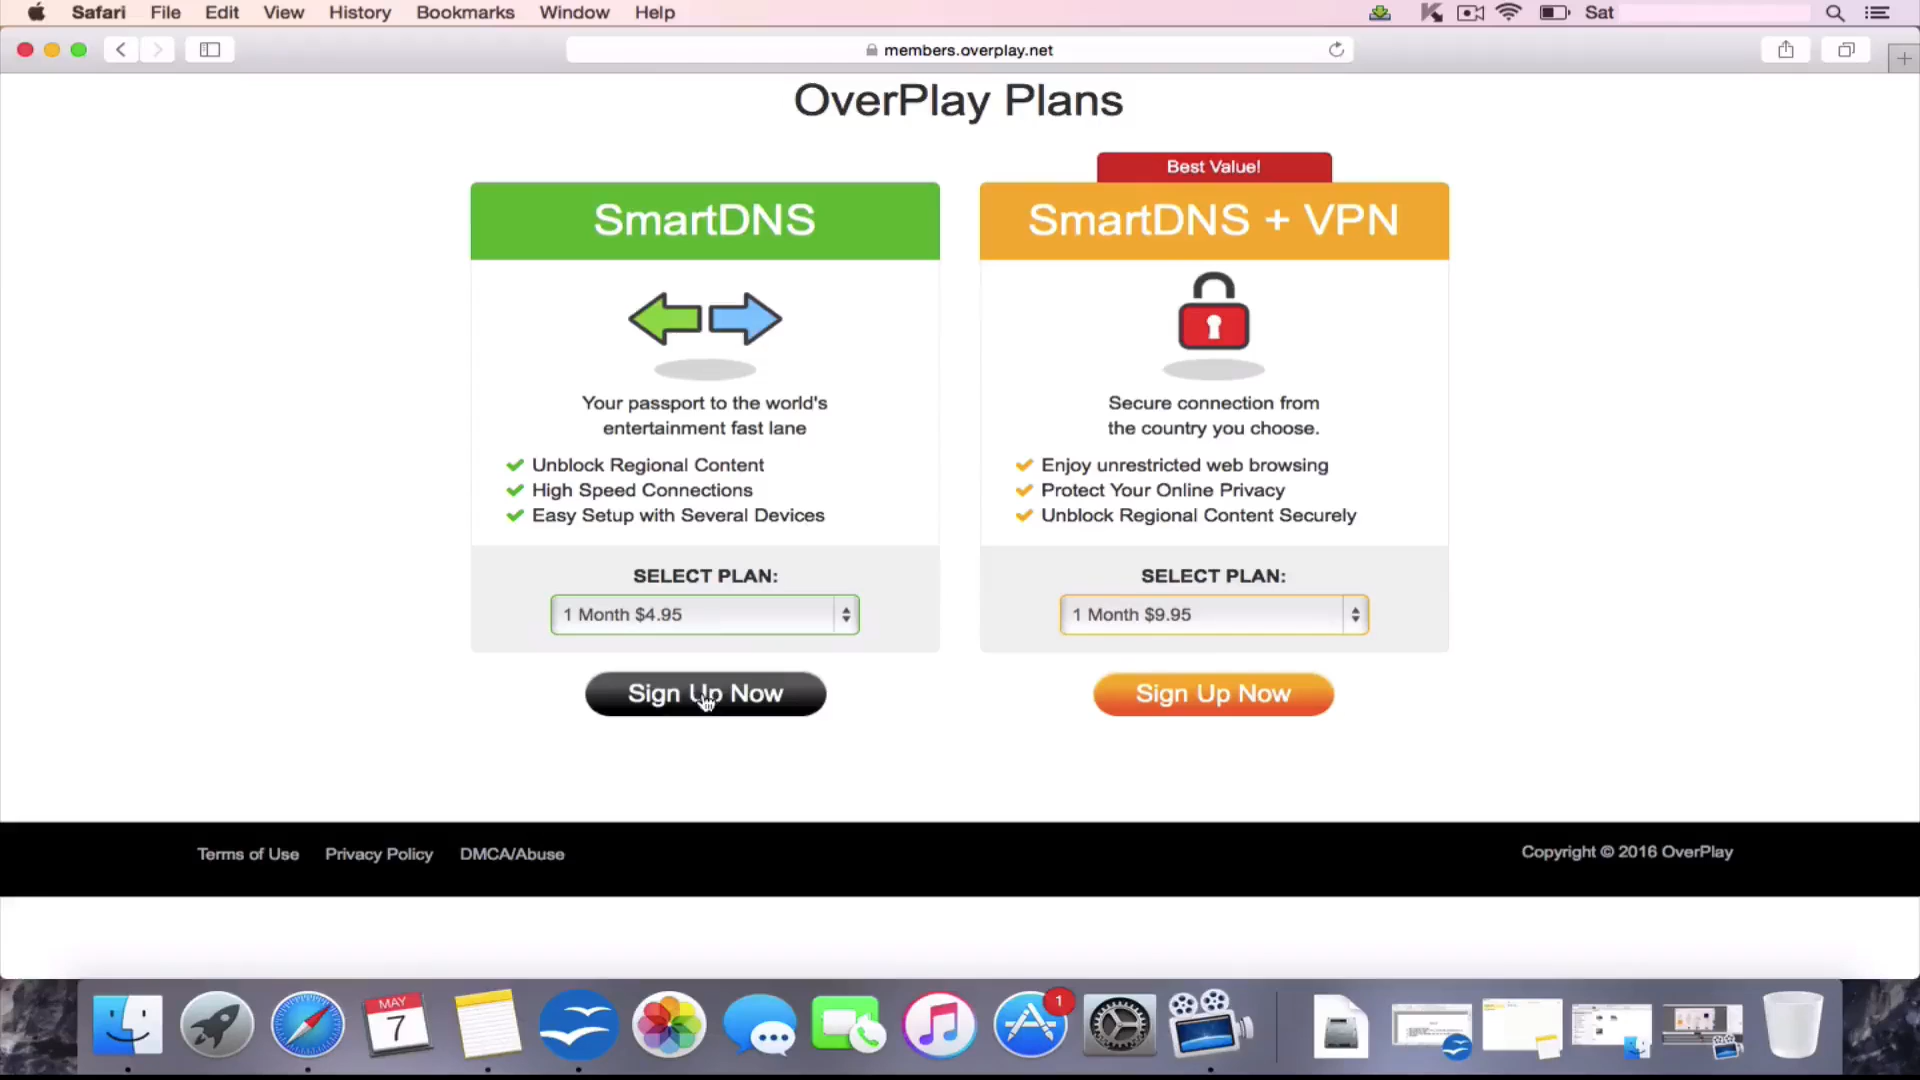 Safari File Edit View History Bookmarks Window Help Sat
members.overplay.net
OverPlay Plans
Best Value!
SmartDNS
SmartDNS + VPN
Your passport to the world's
entertainment fast lane
Secure connection from
the country you choose.
Unblock Regional Content
High Speed Connections
Easy Setup with Several Devices
Enjoy unrestricted web browsing
Protect Your Online Privacy
Unblock Regional Content Securely
SELECT PLAN:
1 Month $4.95
SELECT PLAN:
1 Month $9.95
Sign Up Now
Sign Up Now
Terms of Use Privacy Policy DMCA/Abuse
Copyright © 2016 OverPlay
MAY
7
1